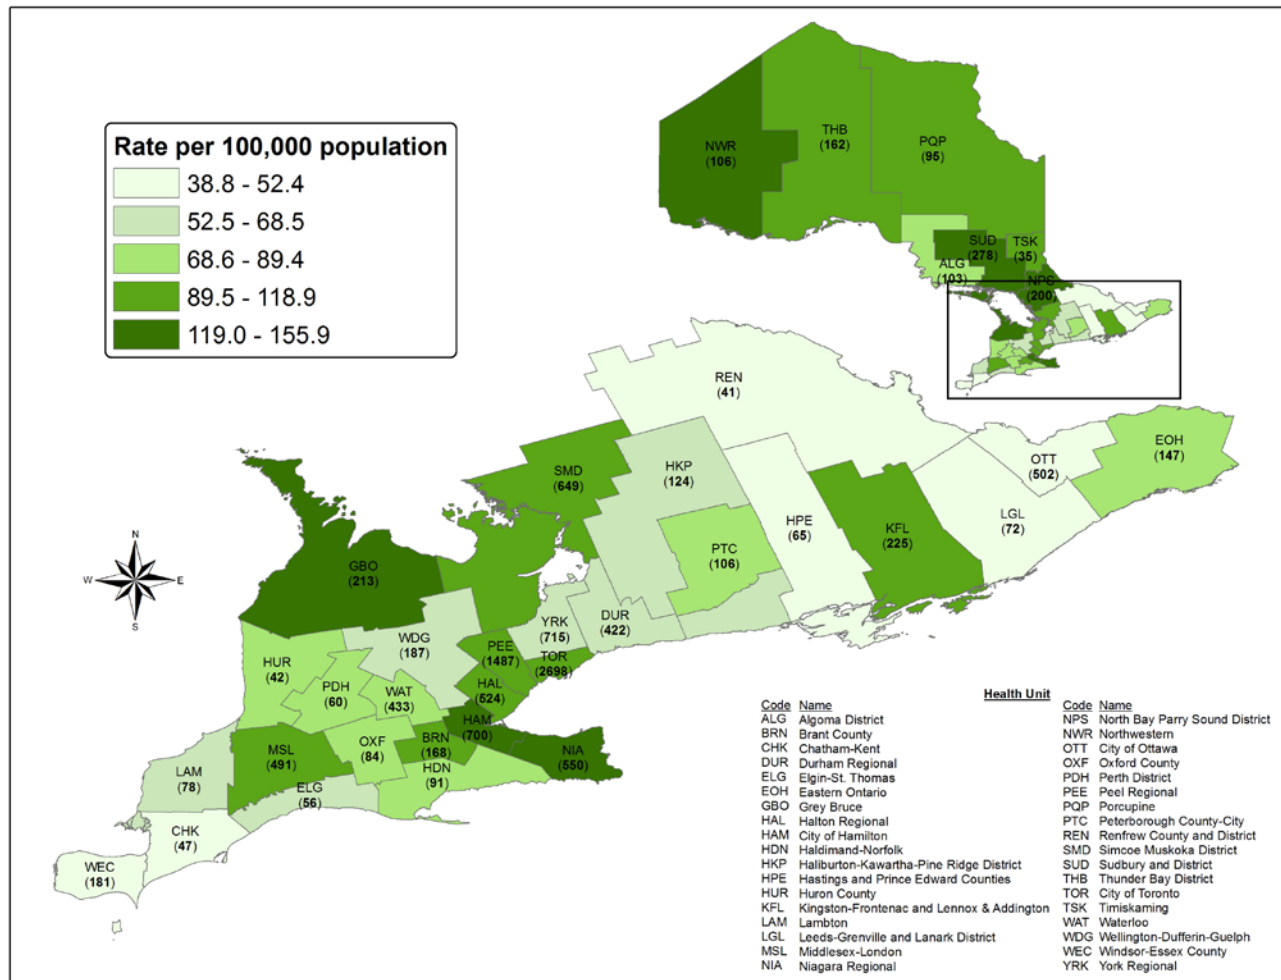 Rate per 100,000 population
38.8 - 52.4
52.5 - 68.5
68.6 - 89.4
89.5 - 118.9
119.0 - 155.9
NWR
(106)
THB
(162)
PQP
(95)
SUD
(278)
TSK
(35)
ALG
(103)
NPS
(200)
REN
(41)
OTT
(502)
EOH
(147)
SMD
(649)
HKP
(124)
HPE
(65)
KFL
(225)
LGL
(72)
PTC
(106)
GBO
(213)
N
W E
S
YRK
(715)
DUR
(422)
WDG
(187)
PEE
(1487)
TOR
(2698)
HUR
(42)
PDH
(60)
WAT
(433)
HAL
(524)
HAM
(700)
MSL
(491)
OXF
(84)
BRN
(168)
NIA
(550)
HDN
(91)
LAM
(78)
ELG
(56)
CHK
(47)
WEC
(181)
Health Unit
Code Name
ALG Algoma District
BRN Brant County
CHK Chatham-Kent
DUR Durham Regional
ELG Elgin-St. Thomas
EOH Eastern Ontario
GBO Grey Bruce
HAL Halton Regional
HAM City of Hamilton
HDN Haldimand-Norfolk
HKP Haliburton-Kawartha-Pine Ridge District
HPE Hastings and Prince Edward Counties
HUR Huron County
KFL Kingston-Frontenac and Lennox & Addington
LAM Lambton
LGL Leeds-Grenville and Lanark District
MSL Middlesex-London
NIA Niagara Regional
Code Name
NPS North Bay Parry Sound District
NWR Northwestern
OTT City of Ottawa
OXF Oxford County
PDH Perth District
PEE Peel Regional
PQP Porcupine
PTC Peterborough County-City
REN Renfrew County and District
SMD Simcoe Muskoka District
SUD Sudbury and District
THB Thunder Bay District
TOR City of Toronto
TSK Timiskaming
WAT Waterloo
WDG Wellington-Dufferin-Guelph
WEC Windsor-Essex County
YRK York Regional